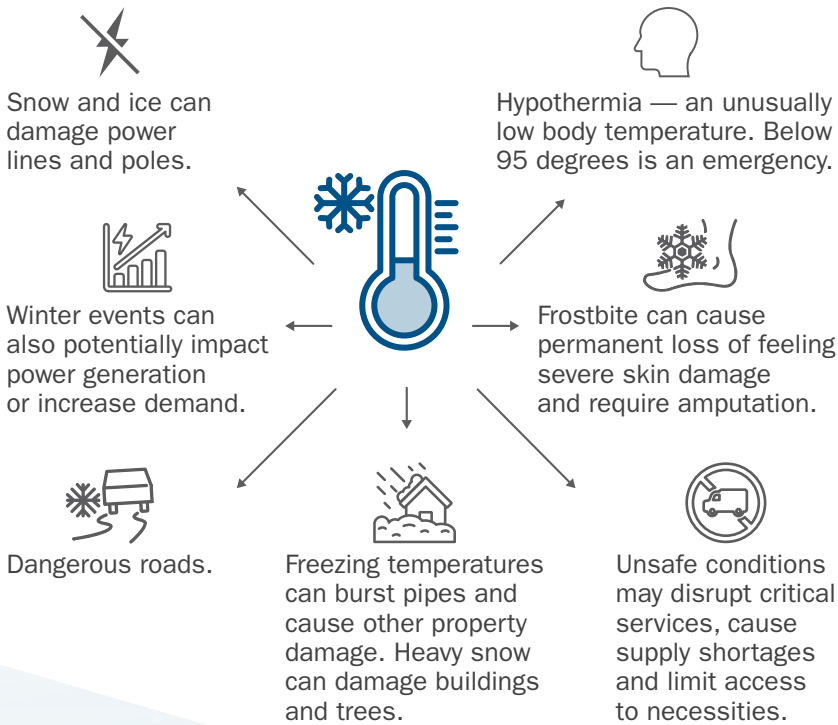 Snow and ice can
damage power
lines and poles.
Hypothermia — an unusually
low body temperature. Below
95 degrees is an emergency.
Winter events can
also potentially impact
power generation
or increase demand.
Frostbite can cause
permanent loss of feeling
severe skin damage
and require amputation.
Dangerous roads.
Freezing temperatures
can burst pipes and
cause other property
damage. Heavy snow
can damage buildings
and trees.
Unsafe conditions
may disrupt critical
services, cause
supply shortages
and limit access
to necessities.